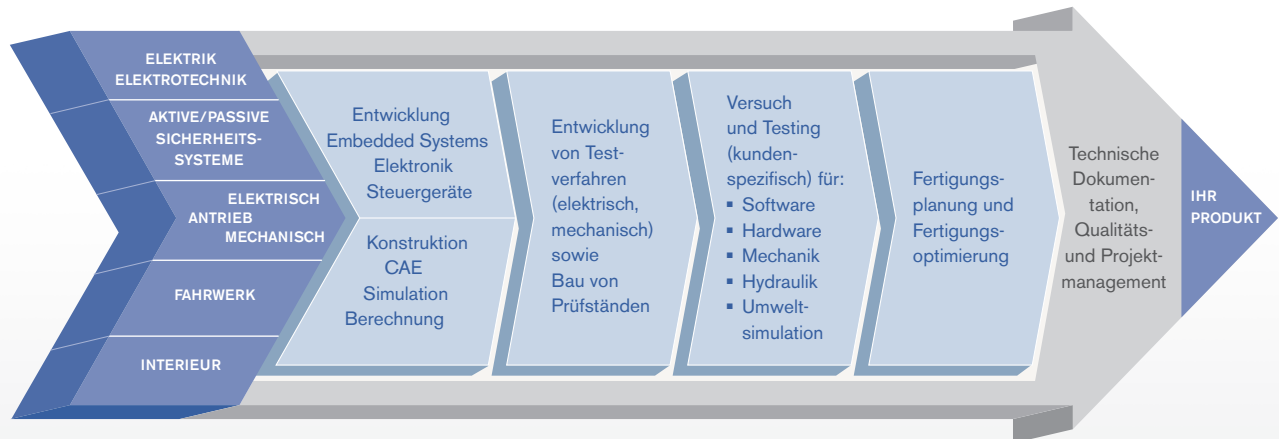 ELEKTRIK
ELEKTROTECHNIK
AKTIVE/PASSIVE
SICHERHEITS-
SYSTEME
ELEKTRISCH
ANTRIEB
MECHANISCH
FAHRWERK
INTERIEUR
Entwicklung
Embedded Systems
Elektronik
Steuergeräte
Konstruktion
CAE
Simulation
Berechnung
Entwicklung
von Test-
verfahren
(elektrisch,
mechanisch)
sowie
Bau von
Prüfständen
Versuch
und Testing
(kunden-
spezifisch) für:
▪ Software
▪ Hardware
▪ Mechanik
▪ Hydraulik
▪ Umwelt-
simulation
Fertigungs-
planung und
Fertigungs-
optimierung
Technische
Dokumen-
tation,
Qualitäts-
und Projekt-
management
IHR
PRODUKT